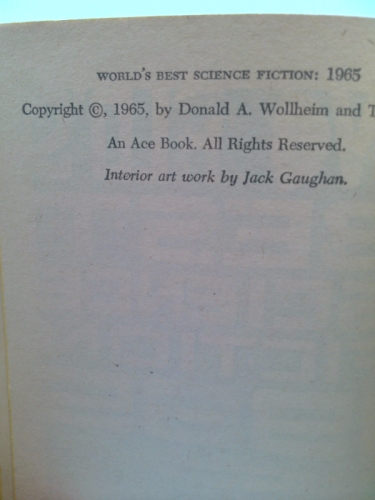 WORLD'S BEST SCIENCE FICTION: 1965
Copyright ©, 1965, by Donald A. Wollheim and
An Ace Book. All Rights Reserved.
Interior art work by Jack Gaughan.